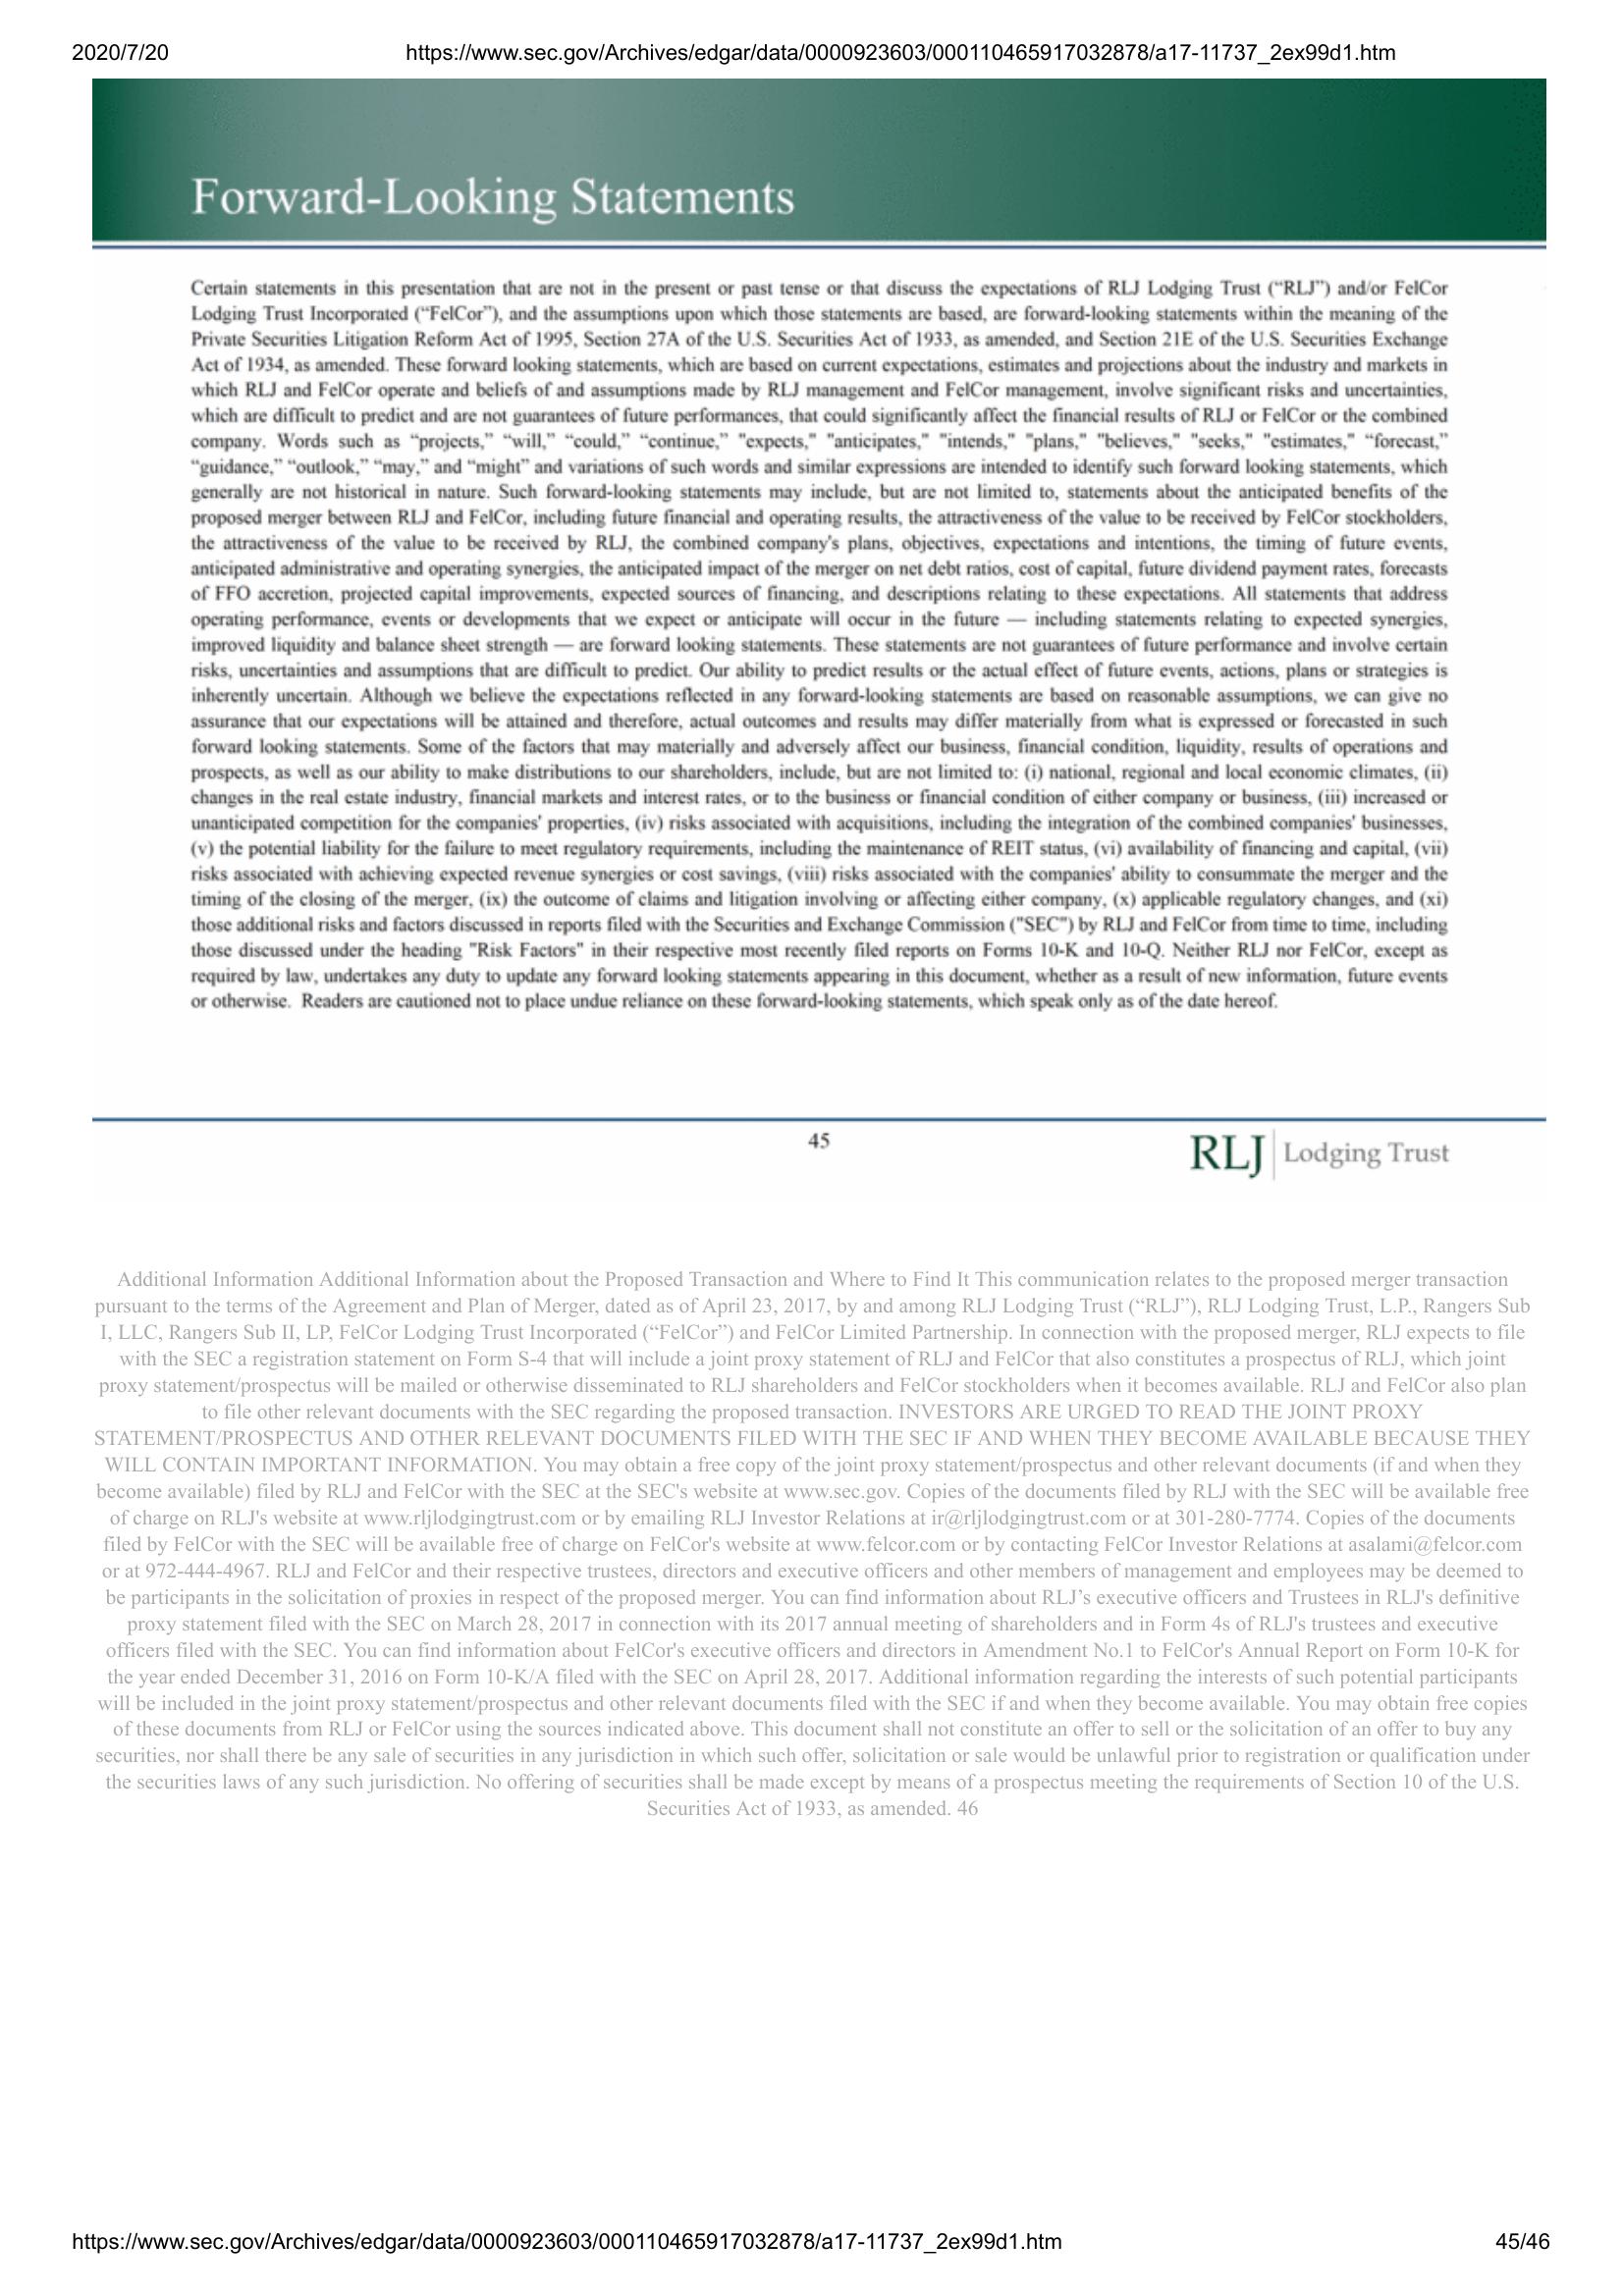 2020/7/20 https://www.sec.gov/Archives/edgar/data/0000923603/000110465917032878/a17-11737_2ex99d1.htm
Forward-Looking Statements
Certain statements in this presentation that are not in the present or past tense or that discuss the expectations of RLJ Lodging Trust (“RLJ”) and/or FelCor
Lodging Trust Incorporated (“FelCor”), and the assumptions upon which those statements are based, are forward-looking statements within the meaning of the
Private Securities Litigation Reform Act of 1995, Section 27A of the U.S. Securities Act of 1933, as amended, and Section 21E of the U.S. Securities Exchange
Act of 1934, as amended. These forward looking statements, which are based on current expectations, estimates and projections about the industry and markets in
which RLJ and FelCor operate and beliefs of and assumptions made by RLJ management and FelCor management, involve significant risks and uncertainties,
which are difficult to predict and are not guarantees of future performances, that could significantly affect the financial results of RLJ or FelCor or the combined
company. Words such as “projects,” “will,” “could,” “continue,” "expects," "anticipates," "intends," "plans," "believes," "seeks," "estimates," “forecast,”
“guidance,” “outlook,” “may,” and “might” and variations of such words and similar expressions are intended to identify such forward looking statements, which
generally are not historical in nature. Such forward-looking statements may include, but are not limited to, statements about the anticipated benefits of the
proposed merger between RLJ and FelCor, including future financial and operating results, the attractiveness of the value to be received by FelCor stockholders,
the attractiveness of the value to be received by RLJ, the combined company's plans, objectives, expectations and intentions, the timing of future events,
anticipated administrative and operating synergies, the anticipated impact of the merger on net debt ratios, cost of capital, future dividend payment rates, forecasts
of FFO accretion, projected capital improvements, expected sources of financing, and descriptions relating to these expectations. All statements that address
operating performance, events or developments that we expect or anticipate will occur in the future — including statements relating to expected synergies,
improved liquidity and balance sheet strength — are forward looking statements. These statements are not guarantees of future performance and involve certain
risks, uncertainties and assumptions that are difficult to predict. Our ability to predict results or the actual effect of future events, actions, plans or strategies is
inherently uncertain. Although we believe the expectations reflected in any forward-looking statements are based on reasonable assumptions, we can give no
assurance that our expectations will be attained and therefore, actual outcomes and results may differ materially from what is expressed or forecasted in such
forward looking statements. Some of the factors that may materially and adversely affect our business, financial condition, liquidity, results of operations and
prospects, as well as our ability to make distributions to our shareholders, include, but are not limited to: (i) national, regional and local economic climates, (ii)
changes in the real estate industry, financial markets and interest rates, or to the business or financial condition of either company or business, (iii) increased or
unanticipated competition for the companies' properties, (iv) risks associated with acquisitions, including the integration of the combined companies' businesses,
(v) the potential liability for the failure to meet regulatory requirements, including the maintenance of REIT status, (vi) availability of financing and capital, (vii)
risks associated with achieving expected revenue synergies or cost savings, (viii) risks associated with the companies' ability to consummate the merger and the
timing of the closing of the merger, (ix) the outcome of claims and litigation involving or affecting either company, (x) applicable regulatory changes, and (xi)
those additional risks and factors discussed in reports filed with the Securities and Exchange Commission ("SEC") by RLJ and FelCor from time to time, including
those discussed under the heading "Risk Factors" in their respective most recently filed reports on Forms 10-K and 10-Q. Neither RLJ nor FelCor, except as
required by law, undertakes any duty to update any forward looking statements appearing in this document, whether as a result of new information, future events
or otherwise. Readers are cautioned not to place undue reliance on these forward-looking statements, which speak only as of the date hereof.
45
RLJ Lodging Trust
Additional Information Additional Information about the Proposed Transaction and Where to Find It This communication relates to the proposed merger transaction
pursuant to the terms of the Agreement and Plan of Merger, dated as of April 23, 2017, by and among RLJ Lodging Trust (“RLJ”), RLJ Lodging Trust, L.P., Rangers Sub
I, LLC, Rangers Sub II, LP, FelCor Lodging Trust Incorporated (“FelCor”) and FelCor Limited Partnership. In connection with the proposed merger, RLJ expects to file
with the SEC a registration statement on Form S-4 that will include a joint proxy statement of RLJ and FelCor that also constitutes a prospectus of RLJ, which joint
proxy statement/prospectus will be mailed or otherwise disseminated to RLJ shareholders and FelCor stockholders when it becomes available. RLJ and FelCor also plan
to file other relevant documents with the SEC regarding the proposed transaction. INVESTORS ARE URGED TO READ THE JOINT PROXY
STATEMENT/PROSPECTUS AND OTHER RELEVANT DOCUMENTS FILED WITH THE SEC IF AND WHEN THEY BECOME AVAILABLE BECAUSE THEY
WILL CONTAIN IMPORTANT INFORMATION. You may obtain a free copy of the joint proxy statement/prospectus and other relevant documents (if and when they
become available) filed by RLJ and FelCor with the SEC at the SEC's website at www.sec.gov. Copies of the documents filed by RLJ with the SEC will be available free
of charge on RLJ's website at www.rljlodgingtrust.com or by emailing RLJ Investor Relations at ir@rljlodgingtrust.com or at 301-280-7774. Copies of the documents
filed by FelCor with the SEC will be available free of charge on FelCor's website at www.felcor.com or by contacting FelCor Investor Relations at asalami@felcor.com
or at 972-444-4967. RLJ and FelCor and their respective trustees, directors and executive officers and other members of management and employees may be deemed to
be participants in the solicitation of proxies in respect of the proposed merger. You can find information about RLJ’s executive officers and Trustees in RLJ's definitive
proxy statement filed with the SEC on March 28, 2017 in connection with its 2017 annual meeting of shareholders and in Form 4s of RLJ's trustees and executive
officers filed with the SEC. You can find information about FelCor's executive officers and directors in Amendment No.1 to FelCor's Annual Report on Form 10-K for
the year ended December 31, 2016 on Form 10-K/A filed with the SEC on April 28, 2017. Additional information regarding the interests of such potential participants
will be included in the joint proxy statement/prospectus and other relevant documents filed with the SEC if and when they become available. You may obtain free copies
of these documents from RLJ or FelCor using the sources indicated above. This document shall not constitute an offer to sell or the solicitation of an offer to buy any
securities, nor shall there be any sale of securities in any jurisdiction in which such offer, solicitation or sale would be unlawful prior to registration or qualification under
the securities laws of any such jurisdiction. No offering of securities shall be made except by means of a prospectus meeting the requirements of Section 10 of the U.S.
Securities Act of 1933, as amended. 46
https://www.sec.gov/Archives/edgar/data/0000923603/000110465917032878/a17-11737_2ex99d1.htm 45/46